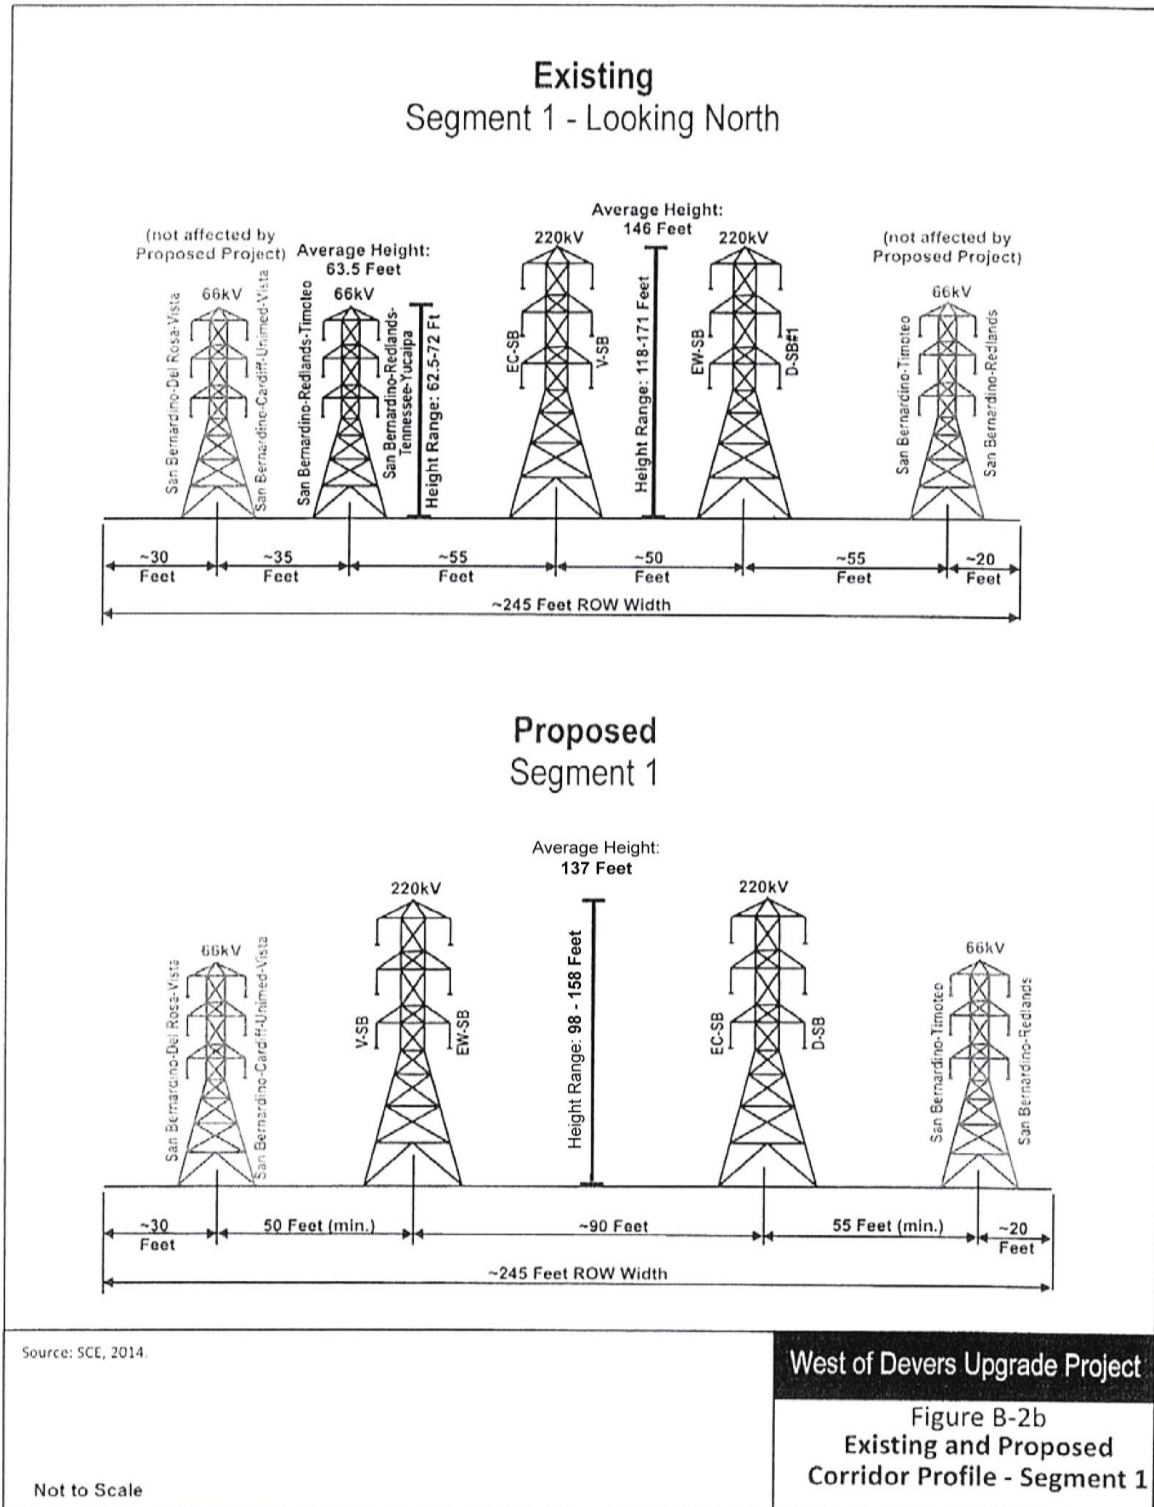 Existing
Segment 1 - Looking North
Average Height:
146 Feet
(not affected by
Proposed Project)
Average Height:
63.5 Feet
220kV
220kV
(not affected by
Proposed Project)
66kV
66kV
66kV
San Bernardino-Del Rosa-Vista
San Bernardino-Cardiff-Unimed-Vista
San Bernardino-Redlands-Timoteo
San Bernardino-Redlands-
Tennessee-Yucaipa
Height Range: 62.5-72 Ft
EC-SB
V-SB
Height Range: 118-171 Feet
EW-SB
D-SB#1
San Bernardino-Timoteo
San Bernardino-Redlands
~30
Feet
~35
Feet
~55
Feet
~50
Feet
~55
Feet
~20
Feet
~245 Feet ROW Width
Proposed
Segment 1
Average Height:
137 Feet
220kV
220kV
66kV
66kV
San Bernardino-Del Rosa-Vista
San Bernardino-Cardiff-Unimed-Vista
V-SB
EW-SB
Height Range: 98 - 158 Feet
EC-SB
D-SB
San Bernardino-Timoteo
San Bernardino-Redlands
~30
Feet
50 Feet (min.)
~90 Feet
55 Feet (min.)
~20
Feet
~245 Feet ROW Width
Source: SCE, 2014.
Not to Scale
West of Devers Upgrade Project
Figure B-2b
Existing and Proposed
Corridor Profile - Segment 1